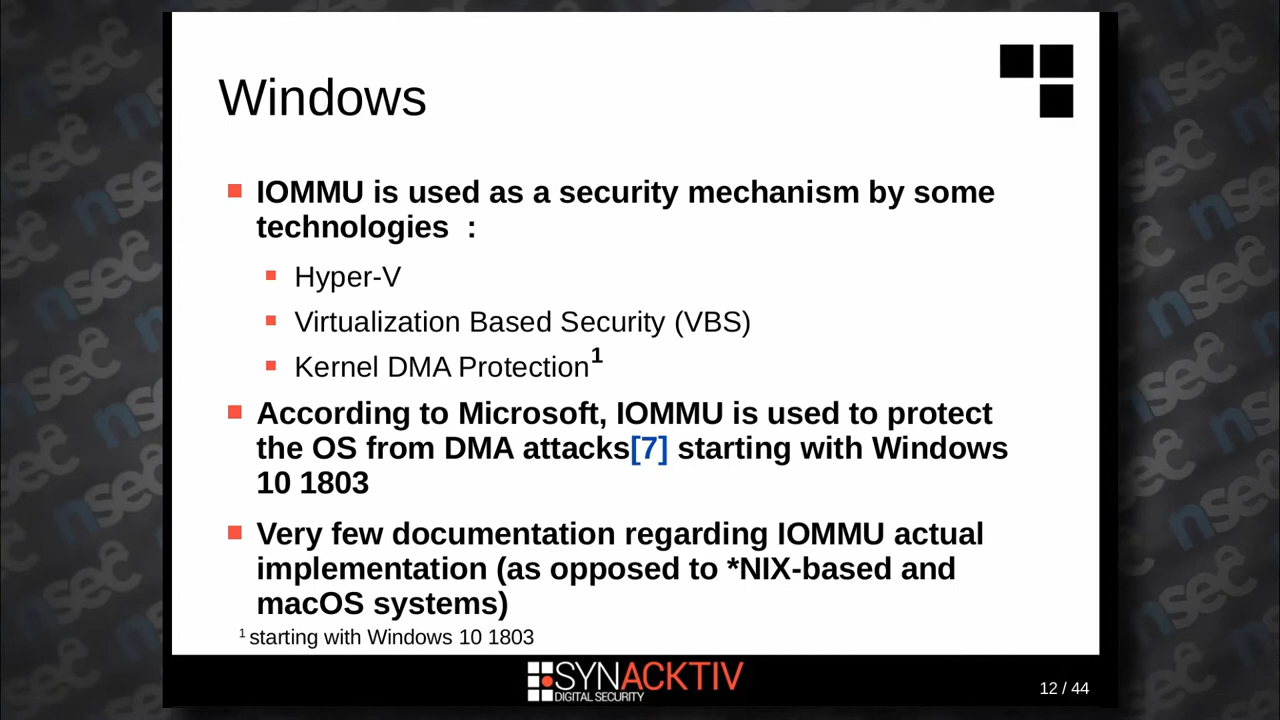 Windows
IOMMU is used as a security mechanism by some
technologies :
Hyper-V
Virtualization Based Security (VBS)
Kernel DMA Protection1
According to Microsoft, IOMMU is used to protect
the OS from DMA attacks[7] starting with Windows
10 1803
Very few documentation regarding IOMMU actual
implementation (as opposed to *NIX-based and
macOS systems)
1 starting with Windows 10 1803
SYNACKTIV
DIGITAL SECURITY
12 / 44
nsec